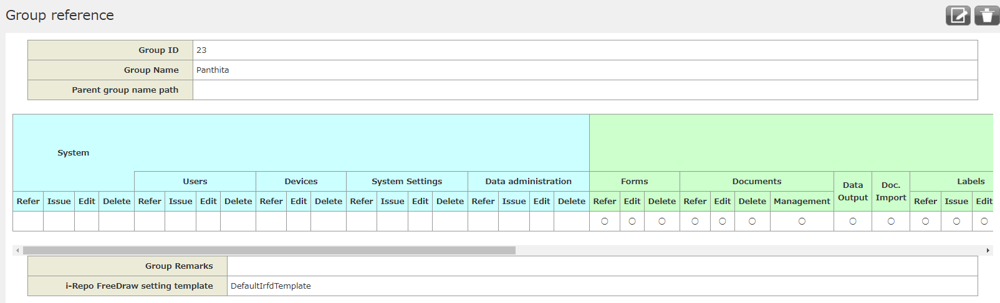 Group reference
Group ID 23
Group Name Panthita
Parent group name path
System
Users Devices System Settings Data administration Forms Documents Data Output Doc. Import Labels
Refer Issue Edit Delete Refer Issue Edit Delete Refer Edit Delete Refer Issue Edit Delete Refer Issue Edit Delete Refer Edit Delete Refer Edit Delete Management Refer Issue Edit
○ ○ ○ ○ ○ ○ ○ ○ ○ ○ ○ ○
Group Remarks
i-Repo FreeDraw setting template DefaultIrfdTemplate